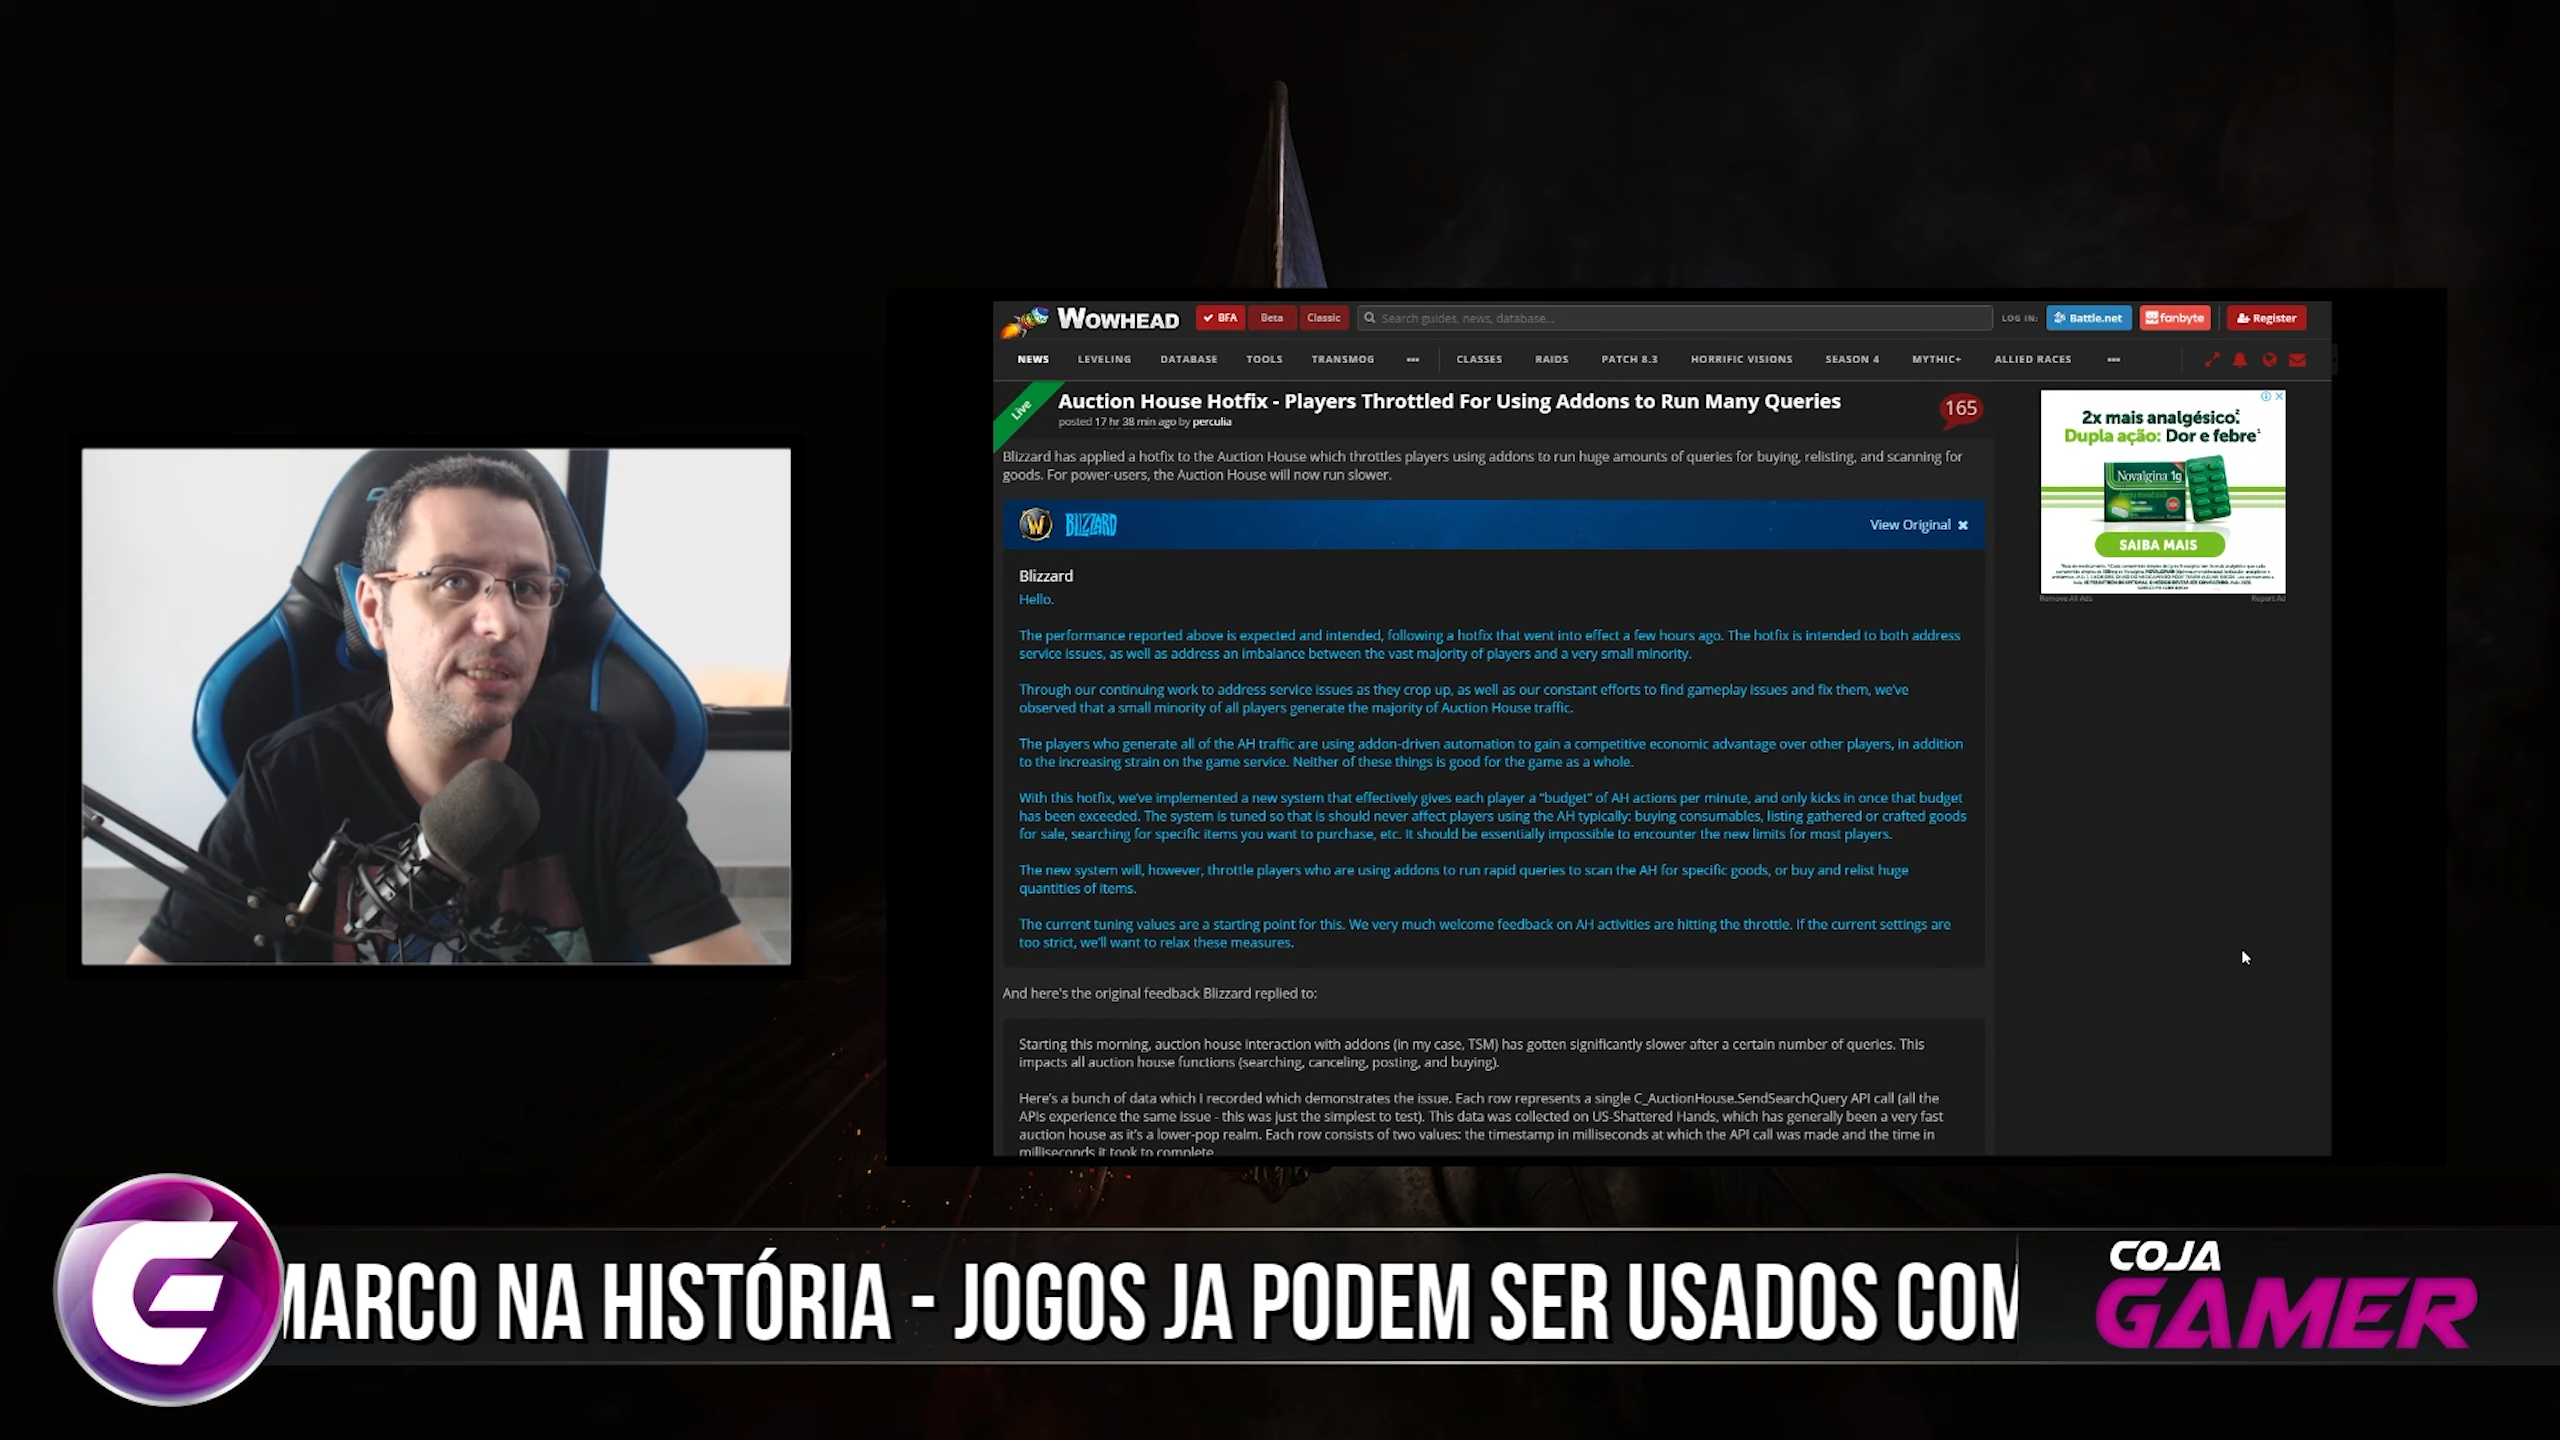 WOWHEAD
BFA
Beta
Classic
Search guides, news, database...
LOG IN:
Battle.net
fanbyte
Register
NEWS
LEVELING
DATABASE
TOOLS
TRANSMOG
CLASSES
RAIDS
PATCH 8.3
HORRIFIC VISIONS
SEASON 4
MYTHIC+
ALLIED RACES
Live
Auction House Hotfix - Players Throttled For Using Addons to Run Many Queries
165
posted 17 hr 38 min ago by perculia
Blizzard has applied a hotfix to the Auction House which throttles players using addons to run huge amounts of queries for buying, relisting, and scanning for
goods. For power-users, the Auction House will now run slower.
W
BLIZZARD
View Original
Blizzard
Hello.
The performance reported above is expected and intended, following a hotfix that went into effect a few hours ago. The hotfix is intended to both address
service issues, as well as address an imbalance between the vast majority of players and a very small minority.
Through our continuing work to address service issues as they crop up, as well as our constant efforts to find gameplay issues and fix them, we've
observed that a small minority of all players generate the majority of Auction House traffic.
The players who generate all of the AH traffic are using addon-driven automation to gain a competitive economic advantage over other players, in addition
to the increasing strain on the game service. Neither of these things is good for the game as a whole.
With this hotfix, we've implemented a new system that effectively gives each player a "budget" of AH actions per minute, and only kicks in once that budget
has been exceeded. The system is tuned so that is should never affect players using the AH typically: buying consumables, listing gathered or crafted goods
for sale, searching for specific items you want to purchase, etc. It should be essentially impossible to encounter the new limits for most players.
The new system will, however, throttle players who are using addons to run rapid queries to scan the AH for specific goods, or buy and relist huge
quantities of items.
The current tuning values are a starting point for this. We very much welcome feedback on AH activities are hitting the throttle. If the current settings are
too strict, we'll want to relax these measures.
And here's the original feedback Blizzard replied to:
Starting this morning, auction house interaction with addons (in my case, TSM) has gotten significantly slower after a certain number of queries. This
impacts all auction house functions (searching, canceling, posting, and buying).
Here's a bunch of data which I recorded which demonstrates the issue. Each row represents a single C_AuctionHouse.SendSearchQuery API call (all the
APIs experience the same issue - this was just the simplest to test). This data was collected on US-Shattered Hands, which has generally been a very fast
auction house as it's a lower-pop realm. Each row consists of two values: the timestamp in milliseconds at which the API call was made and the time in
milliseconds it took to complete.
2x mais analgésico.²
Dupla ação: Dor e febre¹
Novalgina 1g
SAIBA MAIS
Remove All Ads
Report Ad
MARCO NA HISTÓRIA - JOGOS JA PODEM SER USADOS COM
COJA
GAMER